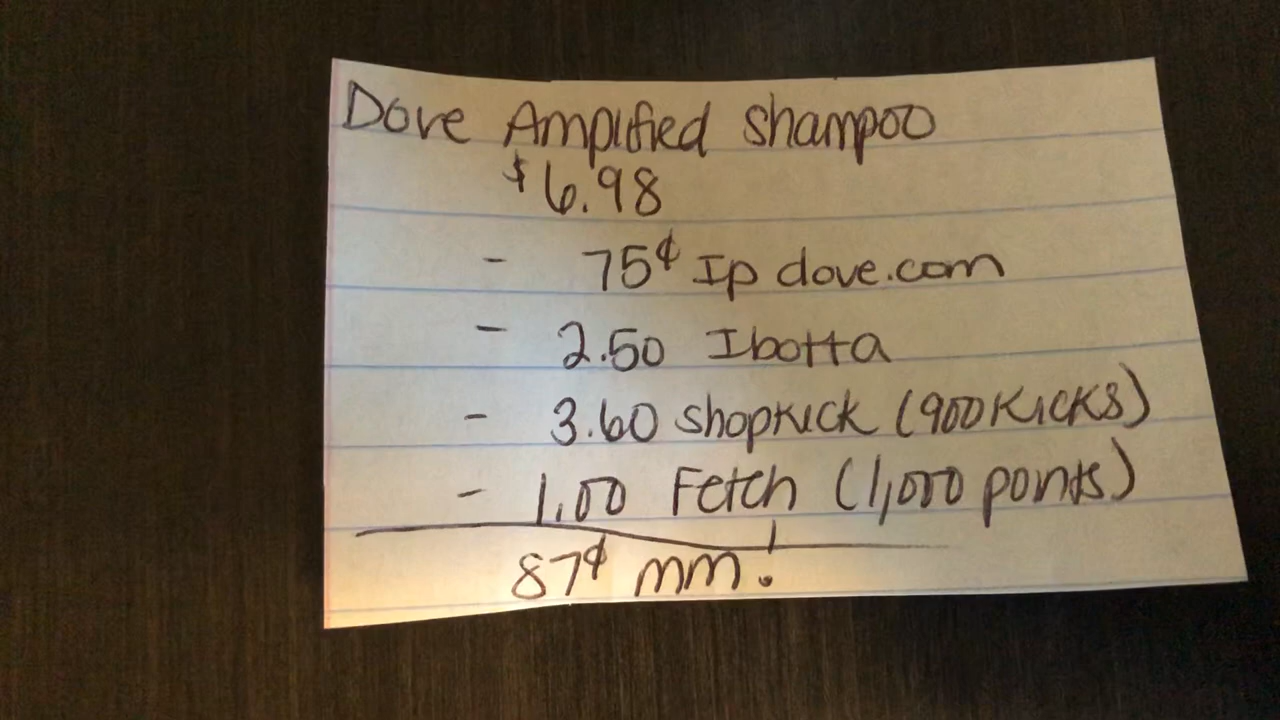 Dove Amplified Shampoo
$6.98
- 75¢ Ip dove.com
- 2.50 Ibotta
- 3.60 Shopkick (900 Kicks)
- 1.00 Fetch (1,000 points)
87¢ mm!